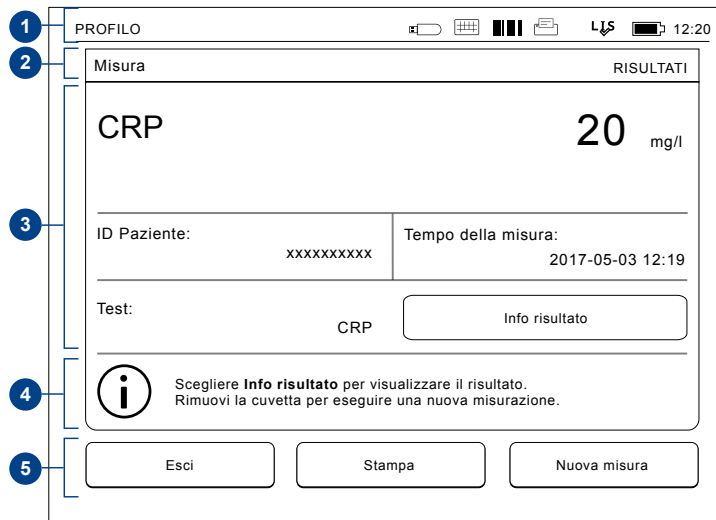 1 PROFILO LIS 12:20
2 Misura RISULTATI
3
CRP 20 mg/l
ID Paziente: xxxxxxxxxx
Tempo della misura: 2017-05-03 12:19
Test: CRP
Info risultato
4
Scegliere Info risultato per visualizzare il risultato.
Rimuovi la cuvetta per eseguire una nuova misurazione.
5 Esci Stampa Nuova misura